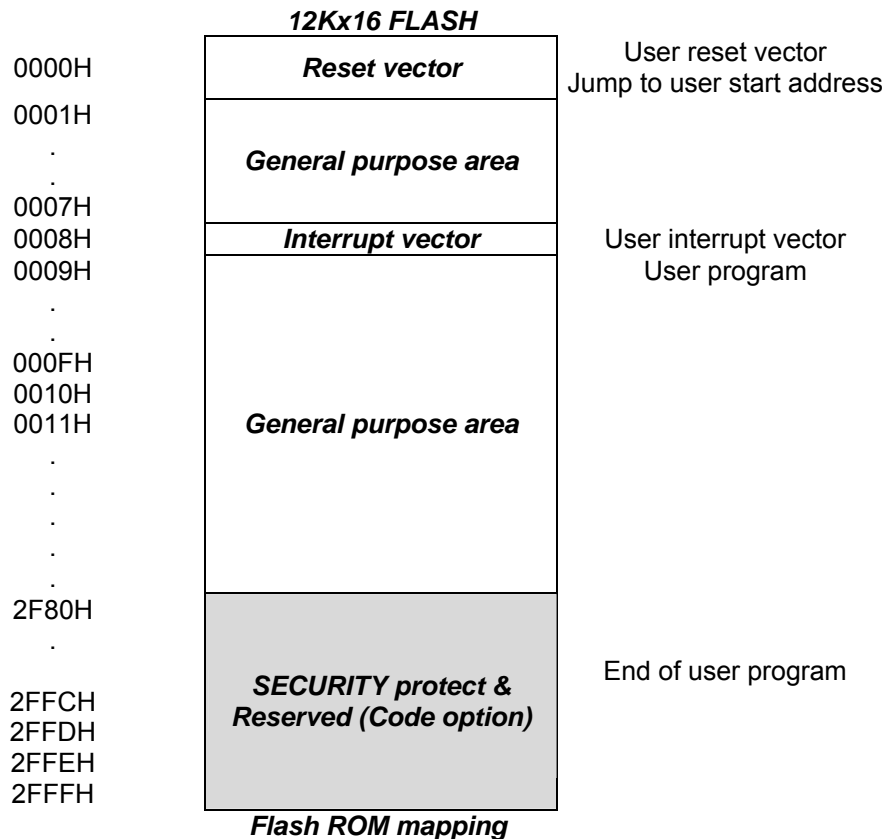 12Kx16 FLASH
0000H
Reset vector
User reset vector
Jump to user start address
0001H
.
.
0007H
General purpose area
0008H
Interrupt vector
User interrupt vector
0009H
User program
.
.
000FH
0010H
0011H
General purpose area
.
.
.
.
.
2F80H
.
2FFCH
2FFDH
2FFEH
2FFFH
SECURITY protect &
Reserved (Code option)
End of user program
Flash ROM mapping